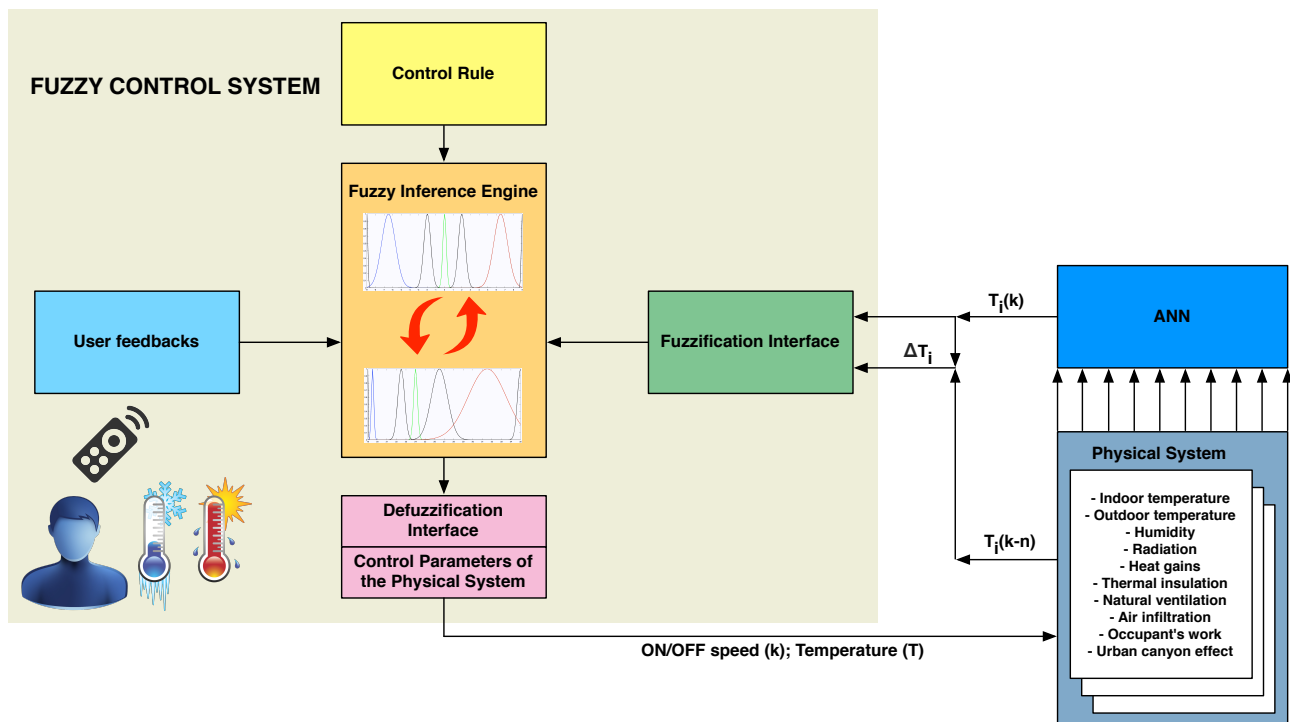 FUZZY CONTROL SYSTEM
Control Rule
Fuzzy Inference Engine
User feedbacks
Fuzzification Interface
Ti(k)
ΔTi
ANN
Defuzzification
Interface
Control Parameters of
the Physical System
Ti(k-n)
Physical System
- Indoor temperature
- Outdoor temperature
- Humidity
- Radiation
- Heat gains
- Thermal insulation
- Natural ventilation
- Air infiltration
- Occupant's work
- Urban canyon effect
ON/OFF speed (k); Temperature (T)